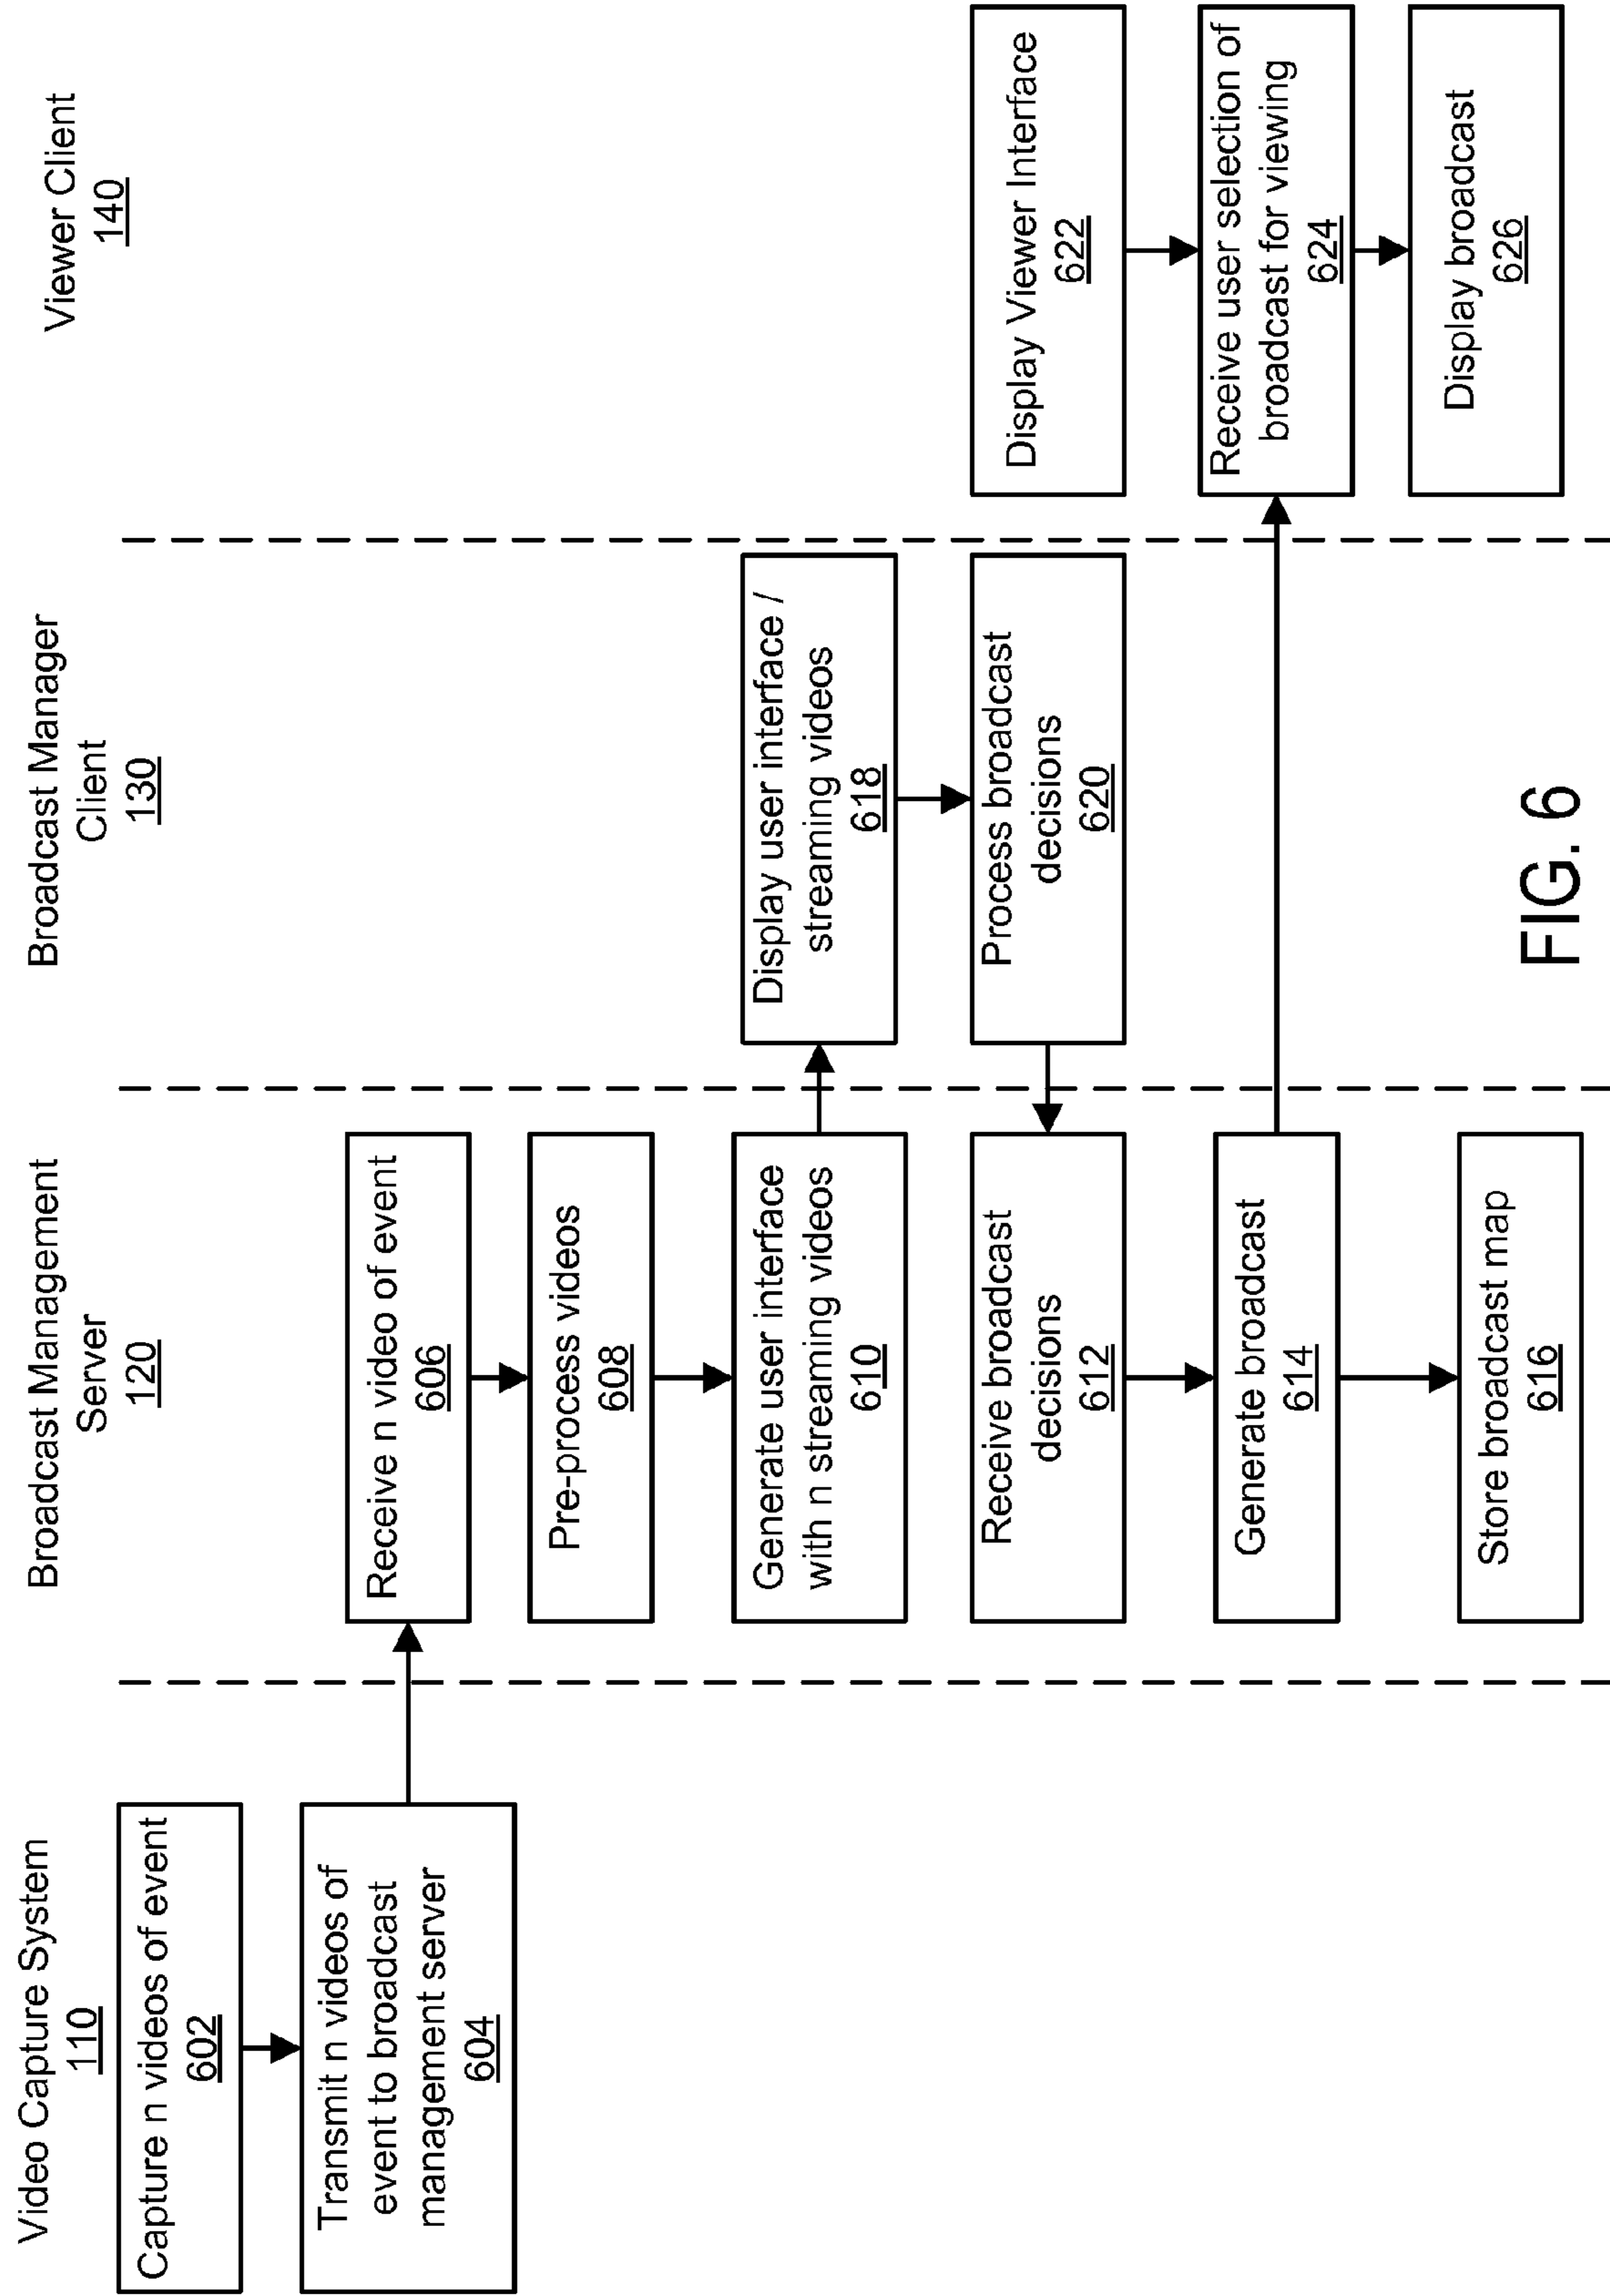 Video Capture System
110
Capture n videos of event
602
Transmit n videos of
event to broadcast
management server
604
Broadcast Management
Server
120
Receive n video of event
606
Pre-process videos
608
Generate user interface
with n streaming videos
610
Receive broadcast
decisions
612
Generate broadcast
614
Store broadcast map
616
Broadcast Manager
Client
130
Display user interface /
streaming videos
618
Process broadcast
decisions
620
Viewer Client
140
Display Viewer Interface
622
Receive user selection of
broadcast for viewing
624
Display broadcast
626
FIG. 6